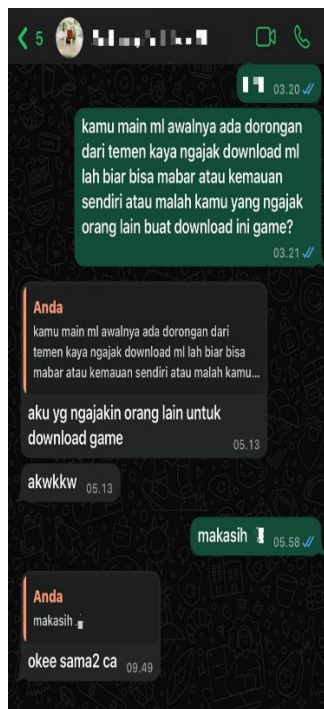 5
03.20
kamu main ml awalnya ada dorongan
dari temen kaya ngajak download ml
lah biar bisa mabar atau kemauan
sendiri atau malah kamu yang ngajak
orang lain buat download ini game?
03.21
Anda
kamu main ml awalnya ada dorongan dari
temen kaya ngajak download ml lah biar bisa
mabar atau kemauan sendiri atau malah kamu...
aku yg ngajakin orang lain untuk
download game
05.13
akwkkw 05.13
makasih 05.58
Anda
makasih
okee sama2 ca 09.49